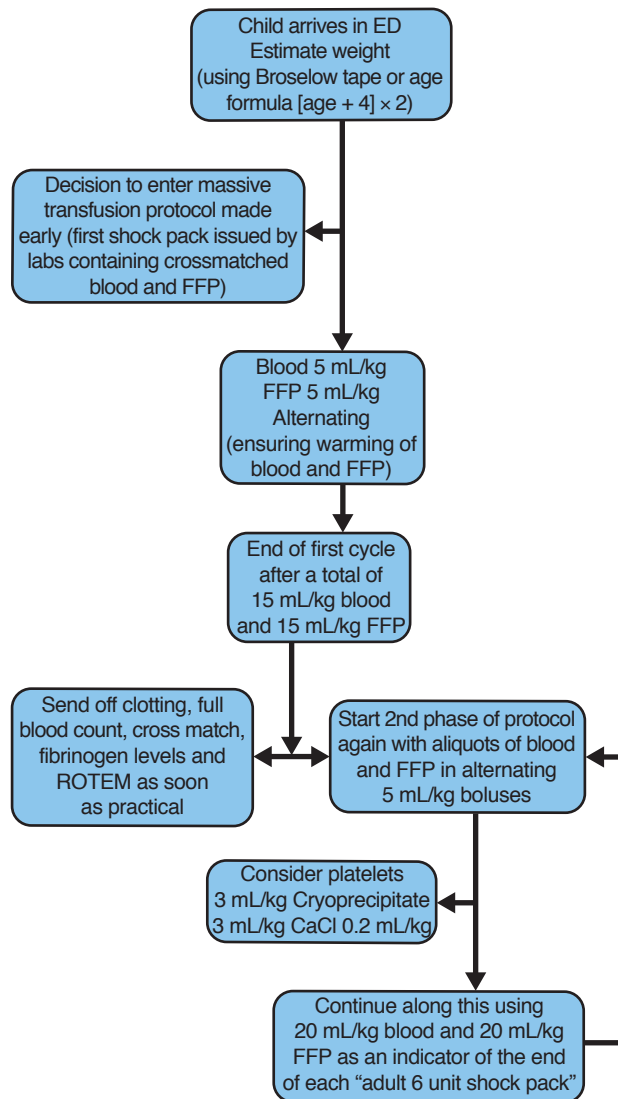 Child arrives in ED
Estimate weight
(using Broselow tape or age
formula [age + 4] × 2)
Decision to enter massive
transfusion protocol made
early (first shock pack issued by
labs containing crossmatched
blood and FFP)
Blood 5 mL/kg
FFP 5 mL/kg
Alternating
(ensuring warming of
blood and FFP)
End of first cycle
after a total of
15 mL/kg blood
and 15 mL/kg FFP
Send off clotting, full
blood count, cross match,
fibrinogen levels and
ROTEM as soon
as practical
Start 2nd phase of protocol
again with aliquots of blood
and FFP in alternating
5 mL/kg boluses
Consider platelets
3 mL/kg Cryoprecipitate
3 mL/kg CaCl 0.2 mL/kg
Continue along this using
20 mL/kg blood and 20 mL/kg
FFP as an indicator of the end
of each “adult 6 unit shock pack”